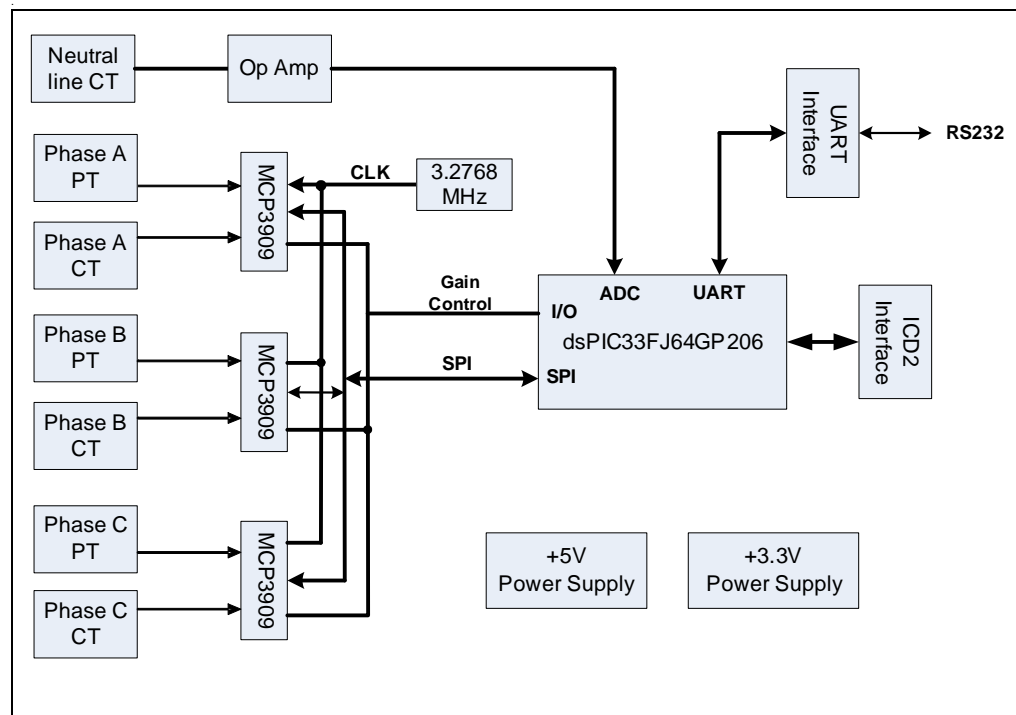 Neutral
line CT
Op Amp
UART
Interface
RS232
Phase A
PT
MCP3909
CLK
3.2768
MHz
Phase A
CT
Gain
Control
I/O
ADC
UART
dsPIC33FJ64GP206
SPI
SPI
ICD2
Interface
Phase B
PT
MCP3909
Phase B
CT
Phase C
PT
MCP3909
Phase C
CT
+5V
Power Supply
+3.3V
Power Supply